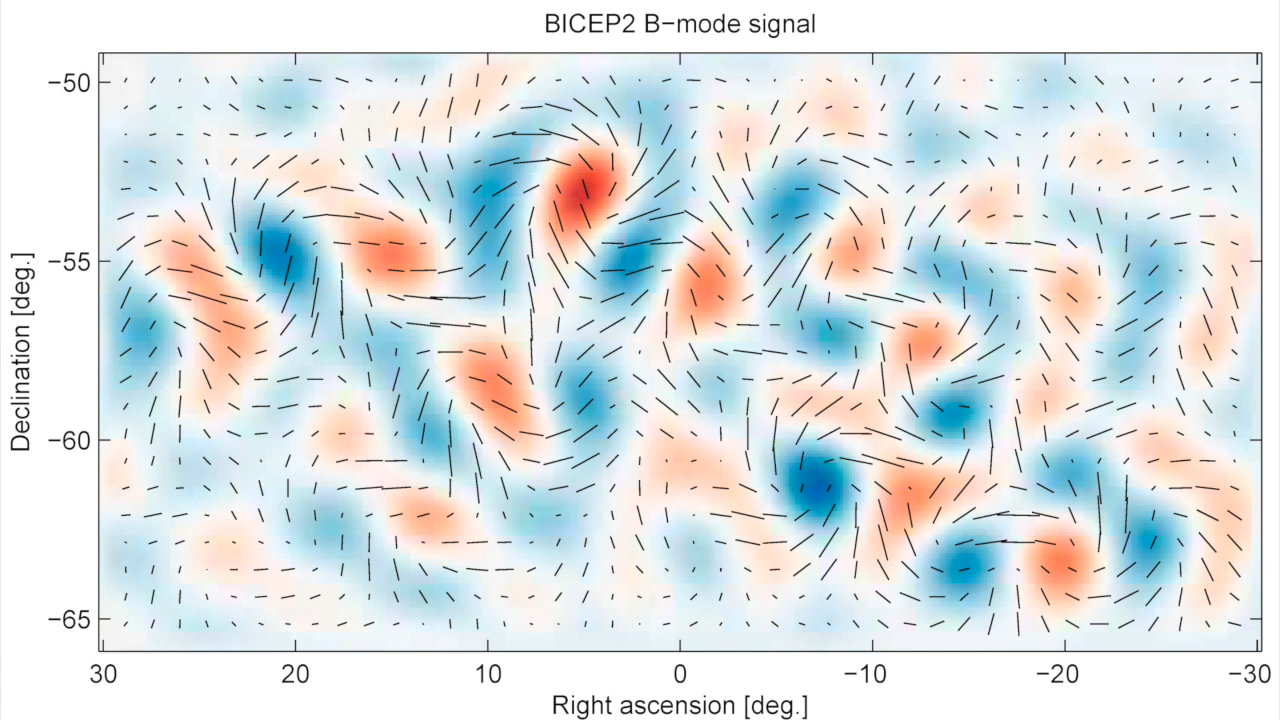 BICEP2 B−mode signal
−50
−55
−60
−65
Declination [deg.]
30 20 10 0 −10 −20 −30
Right ascension [deg.]